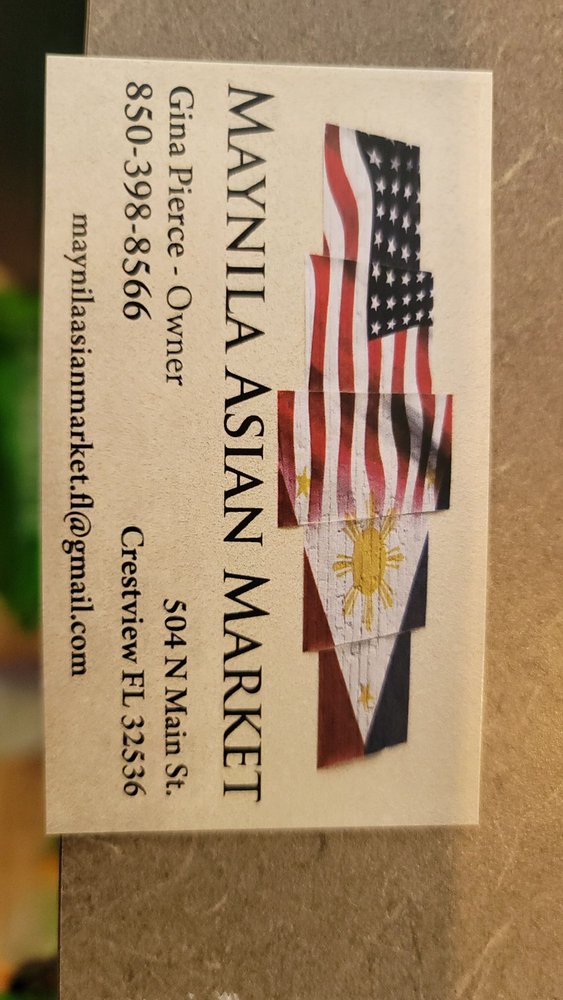 MAYNILA ASIAN MARKET
Gina Pierce - Owner
850-398-8566
504 N Main St.
Crestview FL 32536
maynilaasianmarket.fl@gmail.com